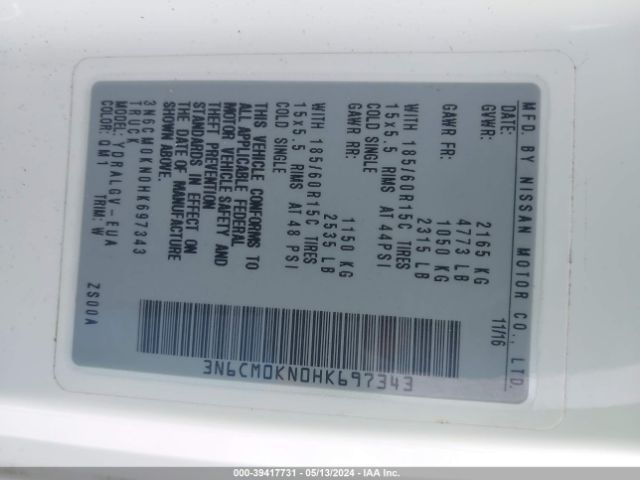 MFD. BY NISSAN MOTOR CO., LTD.
11/16
GVWR: 2165 KG
4773 LB
GAWR FR: 1050 KG
2315 LB
WITH 185/60R15C TIRES
15x5.5 RIMS AT 44PSI
COLD SINGLE
GAWR RR: 1150 KG
2535 LB
WITH 185/60R15C TIRES
15x5.5 RIMS AT 48 PSI
COLD SINGLE
THIS VEHICLE CONFORMS TO
ALL APPLICABLE FEDERAL
MOTOR VEHICLE SAFETY AND
THEFT PREVENTION
STANDARDS IN EFFECT ON
THE DATE OF MANUFACTURE
SHOWN ABOVE.
3N6CM0KN0HK697343
TRUCK
MODEL: YDRALGV-EUA
COLOR: QM1 TRIM: W
ZS00A
3N6CM0KN0HK697343
000-39417731 - 05/13/2024 - IAA Inc.